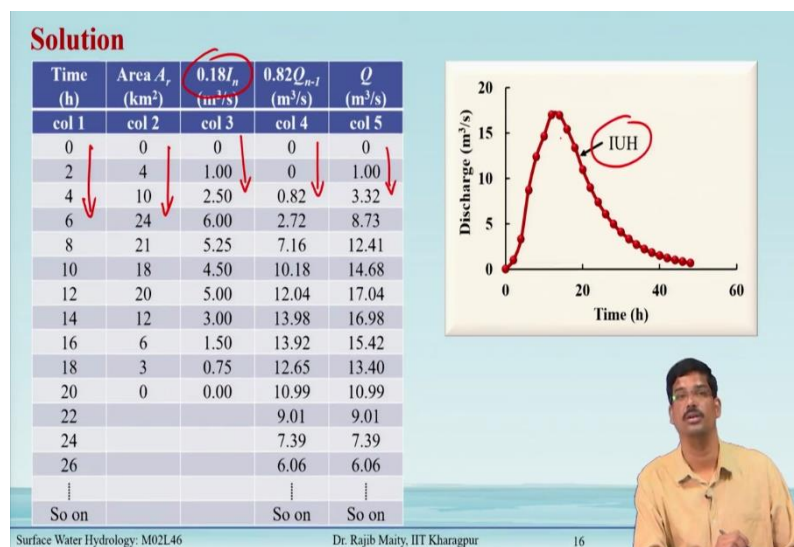 Solution
Time Area Ar 0.18In 0.82Qn-1 Q
(h) (km²) (m³/s) (m³/s) (m³/s)
col 1 col 2 col 3 col 4 col 5
0 0 0 0 0
2 4 1.00 0 1.00
4 10 2.50 0.82 3.32
6 24 6.00 2.72 8.73
8 21 5.25 7.16 12.41
10 18 4.50 10.18 14.68
12 20 5.00 12.04 17.04
14 12 3.00 13.98 16.98
16 6 1.50 13.92 15.42
18 3 0.75 12.65 13.40
20 0 0.00 10.99 10.99
22 9.01 9.01
24 7.39 7.39
26 6.06 6.06
So on So on So on
Discharge (m³/s)
20
15
10
5
0
IUH
0 20 40 60
Time (h)
Surface Water Hydrology: M02L46 Dr. Rajib Maity, IIT Kharagpur 16